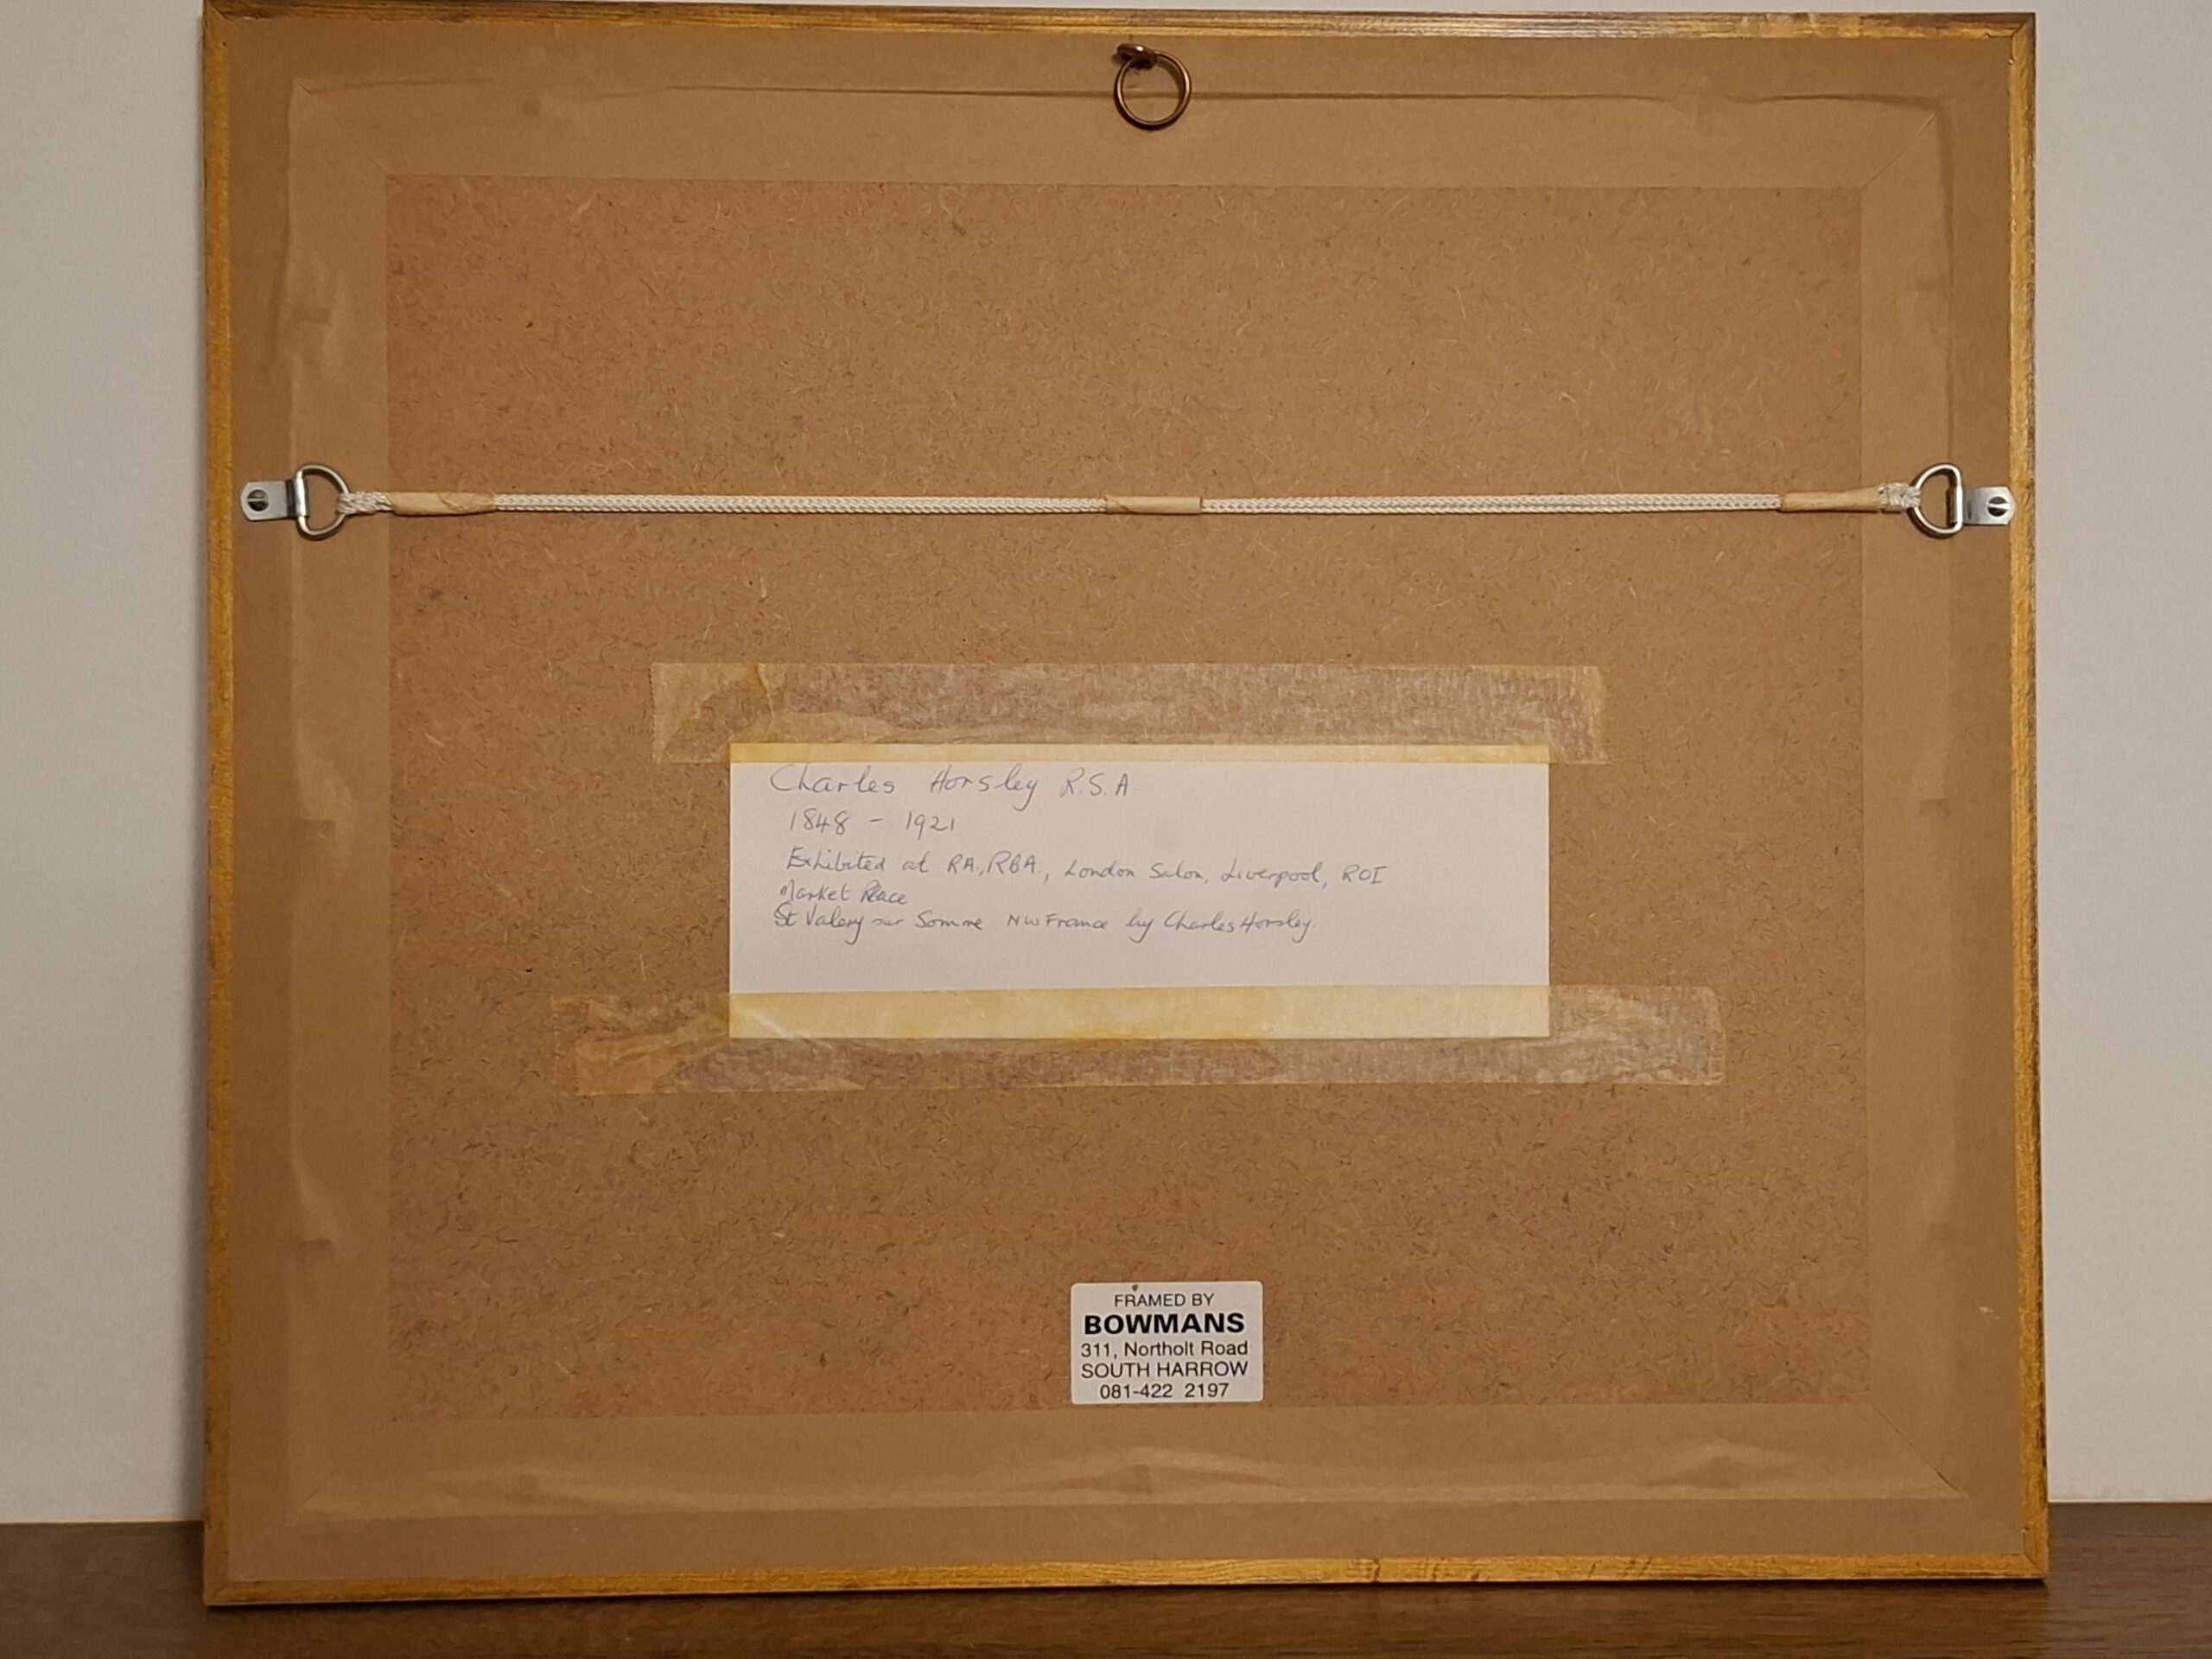 Charles Horsley R.S.A.
1848 - 1921
Exhibited at RA., RBA., London Salon, Liverpool, ROI
Market Place
St Valery sur Somme NW France by Charles Horsley.
FRAMED BY
BOWMANS
311, Northolt Road
SOUTH HARROW
081-422 2197